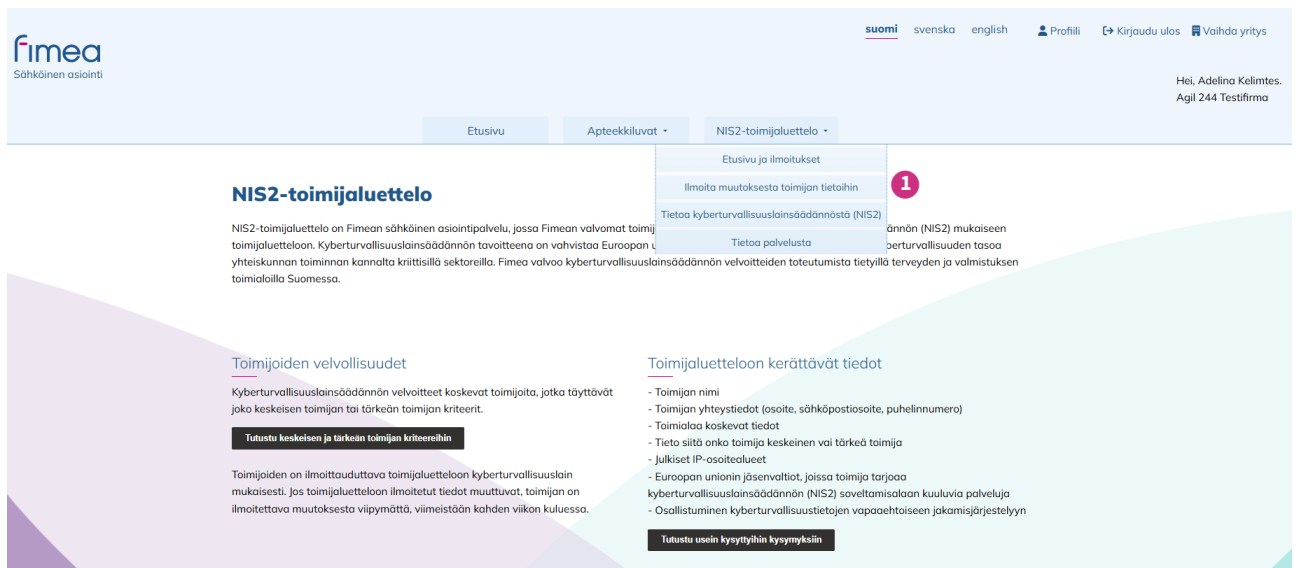 fimea
Sähköinen asiointi
suomi svenska english Profiili Kirjaudu ulos Vaihda yritys
Hei, Adelina Kelimtes.
Agil 244 Testifirma
Etusivu Apteekkiluvat NIS2-toimijaluettelo
Etusivu ja ilmoitukset
Ilmoita muutoksesta toimijan tietoihin
1
Tietoa kyberturvallisuuslainsäädännöstä (NIS2)
Tietoa palvelusta
NIS2-toimijaluettelo
NIS2-toimijaluettelo on Fimean sähköinen asiointipalvelu, jossa Fimean valvomat toimij ännön (NIS2) mukaiseen
toimijaluetteloon. Kyberturvallisuuslainsäädännön tavoitteena on vahvistaa Euroopan u berturvallisuuden tasoa
yhteiskunnan toiminnan kannalta kriittisillä sektoreilla. Fimea valvoo kyberturvallisuuslainsäädännön velvoitteiden toteutumista tietyillä terveyden ja valmistuksen
toimialoilla Suomessa.
Toimijoiden velvollisuudet
Kyberturvallisuuslainsäädännön velvoitteet koskevat toimijoita, jotka täyttävät
joko keskeisen toimijan tai tärkeän toimijan kriteerit.
Tutustu keskeisen ja tärkeän toimijan kriteereihin
Toimijoiden on ilmoittauduttava toimijaluetteloon kyberturvallisuuslain
mukaisesti. Jos toimijaluetteloon ilmoitetut tiedot muuttuvat, toimijan on
ilmoitettava muutoksesta viipymättä, viimeistään kahden viikon kuluessa.
Toimijaluetteloon kerättävät tiedot
- Toimijan nimi
- Toimijan yhteystiedot (osoite, sähköpostiosoite, puhelinnumero)
- Toimialaa koskevat tiedot
- Tieto siitä onko toimija keskeinen vai tärkeä toimija
- Julkiset IP-osoitealueet
- Euroopan unionin jäsenvaltiot, joissa toimija tarjoaa
kyberturvallisuuslainsäädännön (NIS2) soveltamisalaan kuuluvia palveluja
- Osallistuminen kyberturvallisuustietojen vapaaehtoiseen jakamisjärjestelyyn
Tutustu usein kysyttyihin kysymyksiin